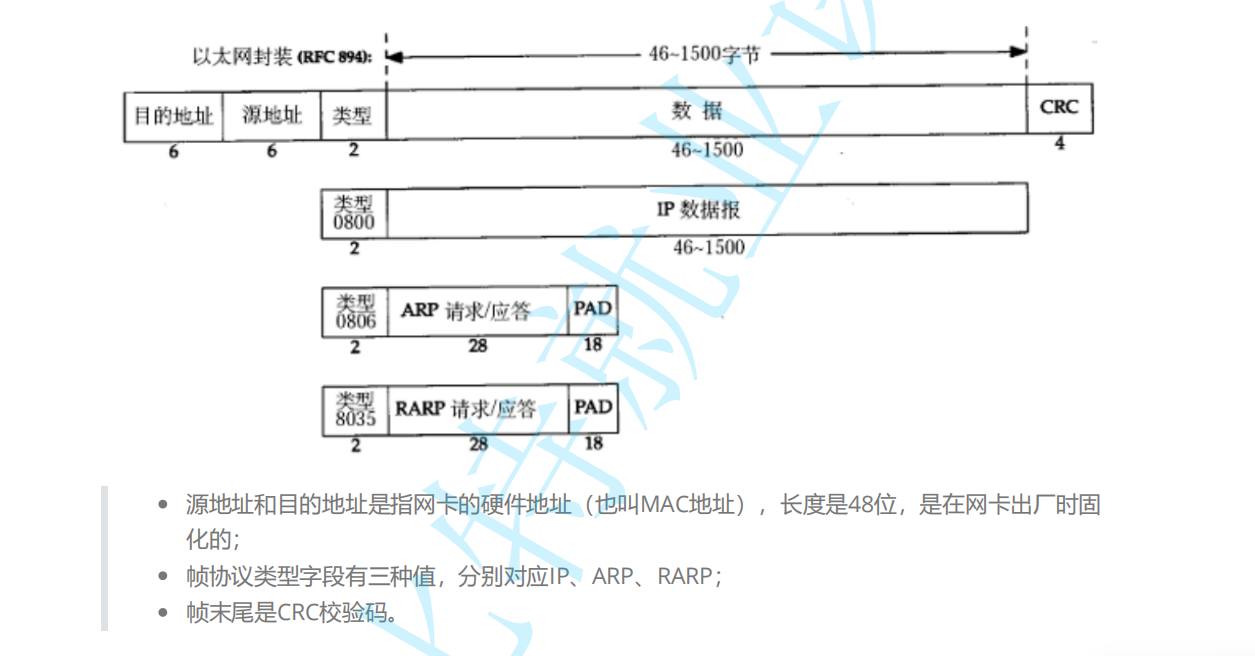 以太网封装 (RFC 894): 46~1500字节
目的地址 源地址 类型 数 据 CRC
6 6 2 46~1500 4
类型 0800 IP 数据报
2 46~1500
类型 0806 ARP 请求/应答 PAD
2 28 18
类型 8035 RARP 请求/应答 PAD
2 28 18
• 源地址和目的地址是指网卡的硬件地址（也叫MAC地址），长度是48位，是在网卡出厂时固
化的；
• 帧协议类型字段有三种值，分别对应IP、ARP、RARP；
• 帧末尾是CRC校验码。
特就业